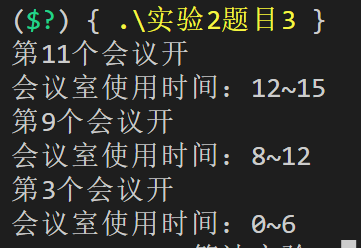 ($?) { .\实验2题目3 }
第11个会议开
会议室使用时间：12~15
第9个会议开
会议室使用时间：8~12
第3个会议开
会议室使用时间：0~6